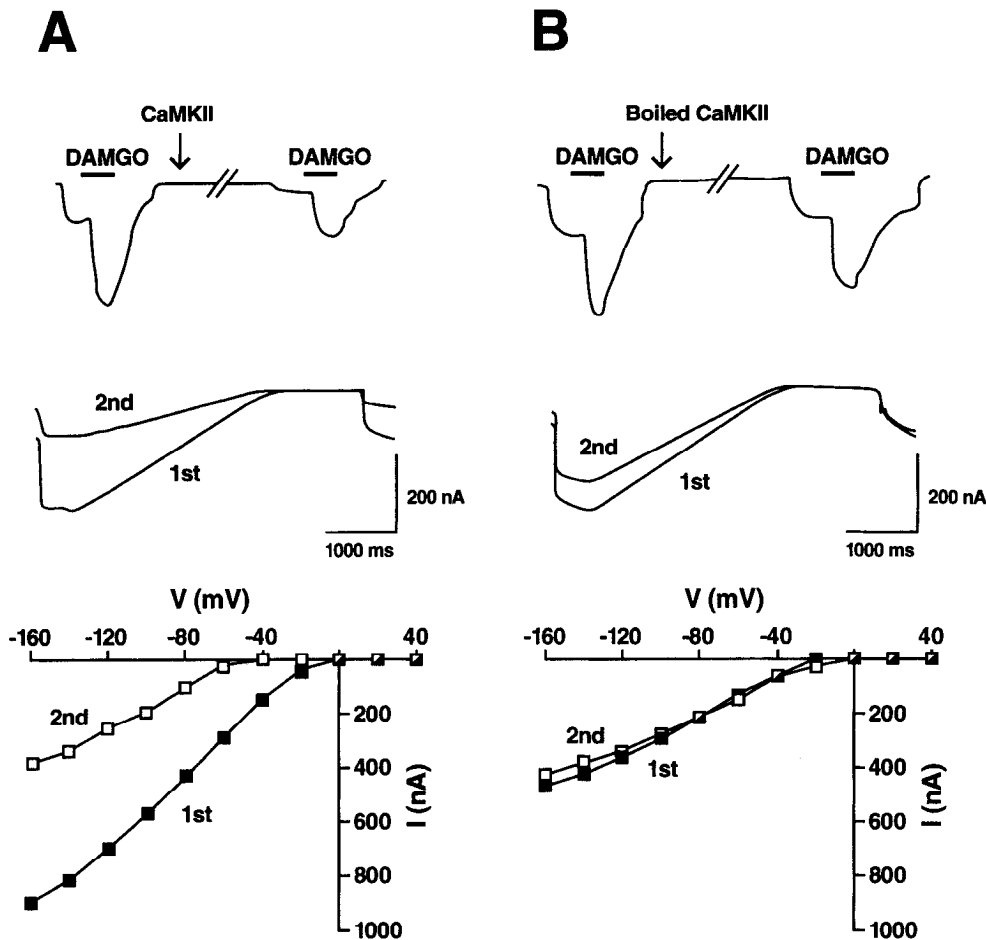 A
CaMKII
DAMGO DAMGO
2nd
1st
200 nA
1000 ms
V (mV)
-160 -120 -80 -40 40
2nd
1st
200
400
600
800
1000
I (nA)
B
Boiled CaMKII
DAMGO DAMGO
2nd
1st
200 nA
1000 ms
V (mV)
-160 -120 -80 -40 40
2nd
1st
200
400
600
800
1000
I (nA)